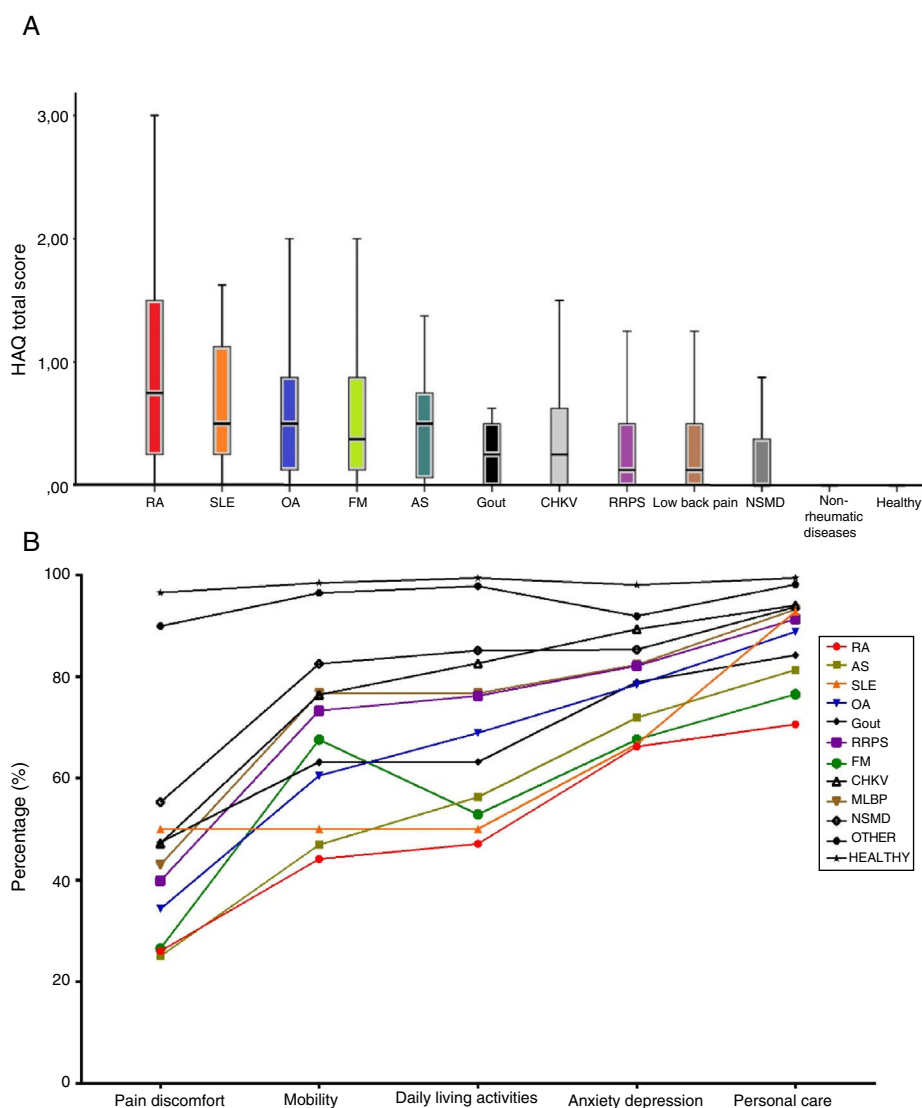 A
HAQ total score
3,00
2,00
1,00
,00
RA SLE OA FM AS Gout CHKV RRPS Low back pain NSMD Non-rheumatic diseases Healthy
B
Percentage (%)
100
80
60
40
20
0
Pain discomfort Mobility Daily living activities Anxiety depression Personal care
RA
AS
SLE
OA
Gout
RRPS
FM
CHKV
MLBP
NSMD
OTHER
HEALTHY